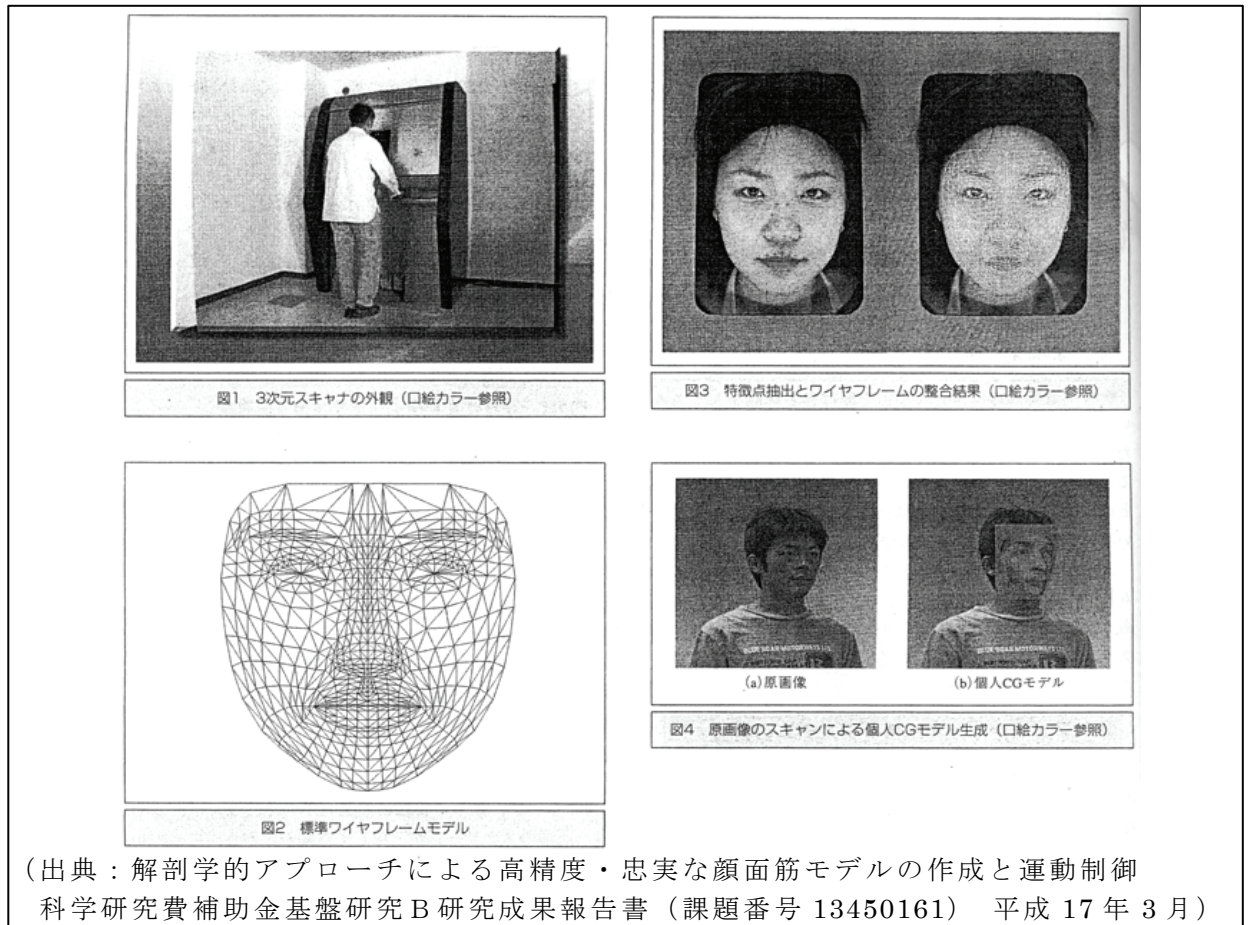 図1 3次元スキャナの外観（口絵カラー参照）
図3 特徴点抽出とワイヤフレームの整合結果（口絵カラー参照）
図2 標準ワイヤフレームモデル
(a)原画像
(b)個人CGモデル
図4 原画像のスキャンによる個人CGモデル生成（口絵カラー参照）
（出典：解剖学的アプローチによる高精度・忠実な顔面筋モデルの作成と運動制御
科学研究費補助金基盤研究Ｂ研究成果報告書（課題番号 13450161） 平成 17 年 3 月）